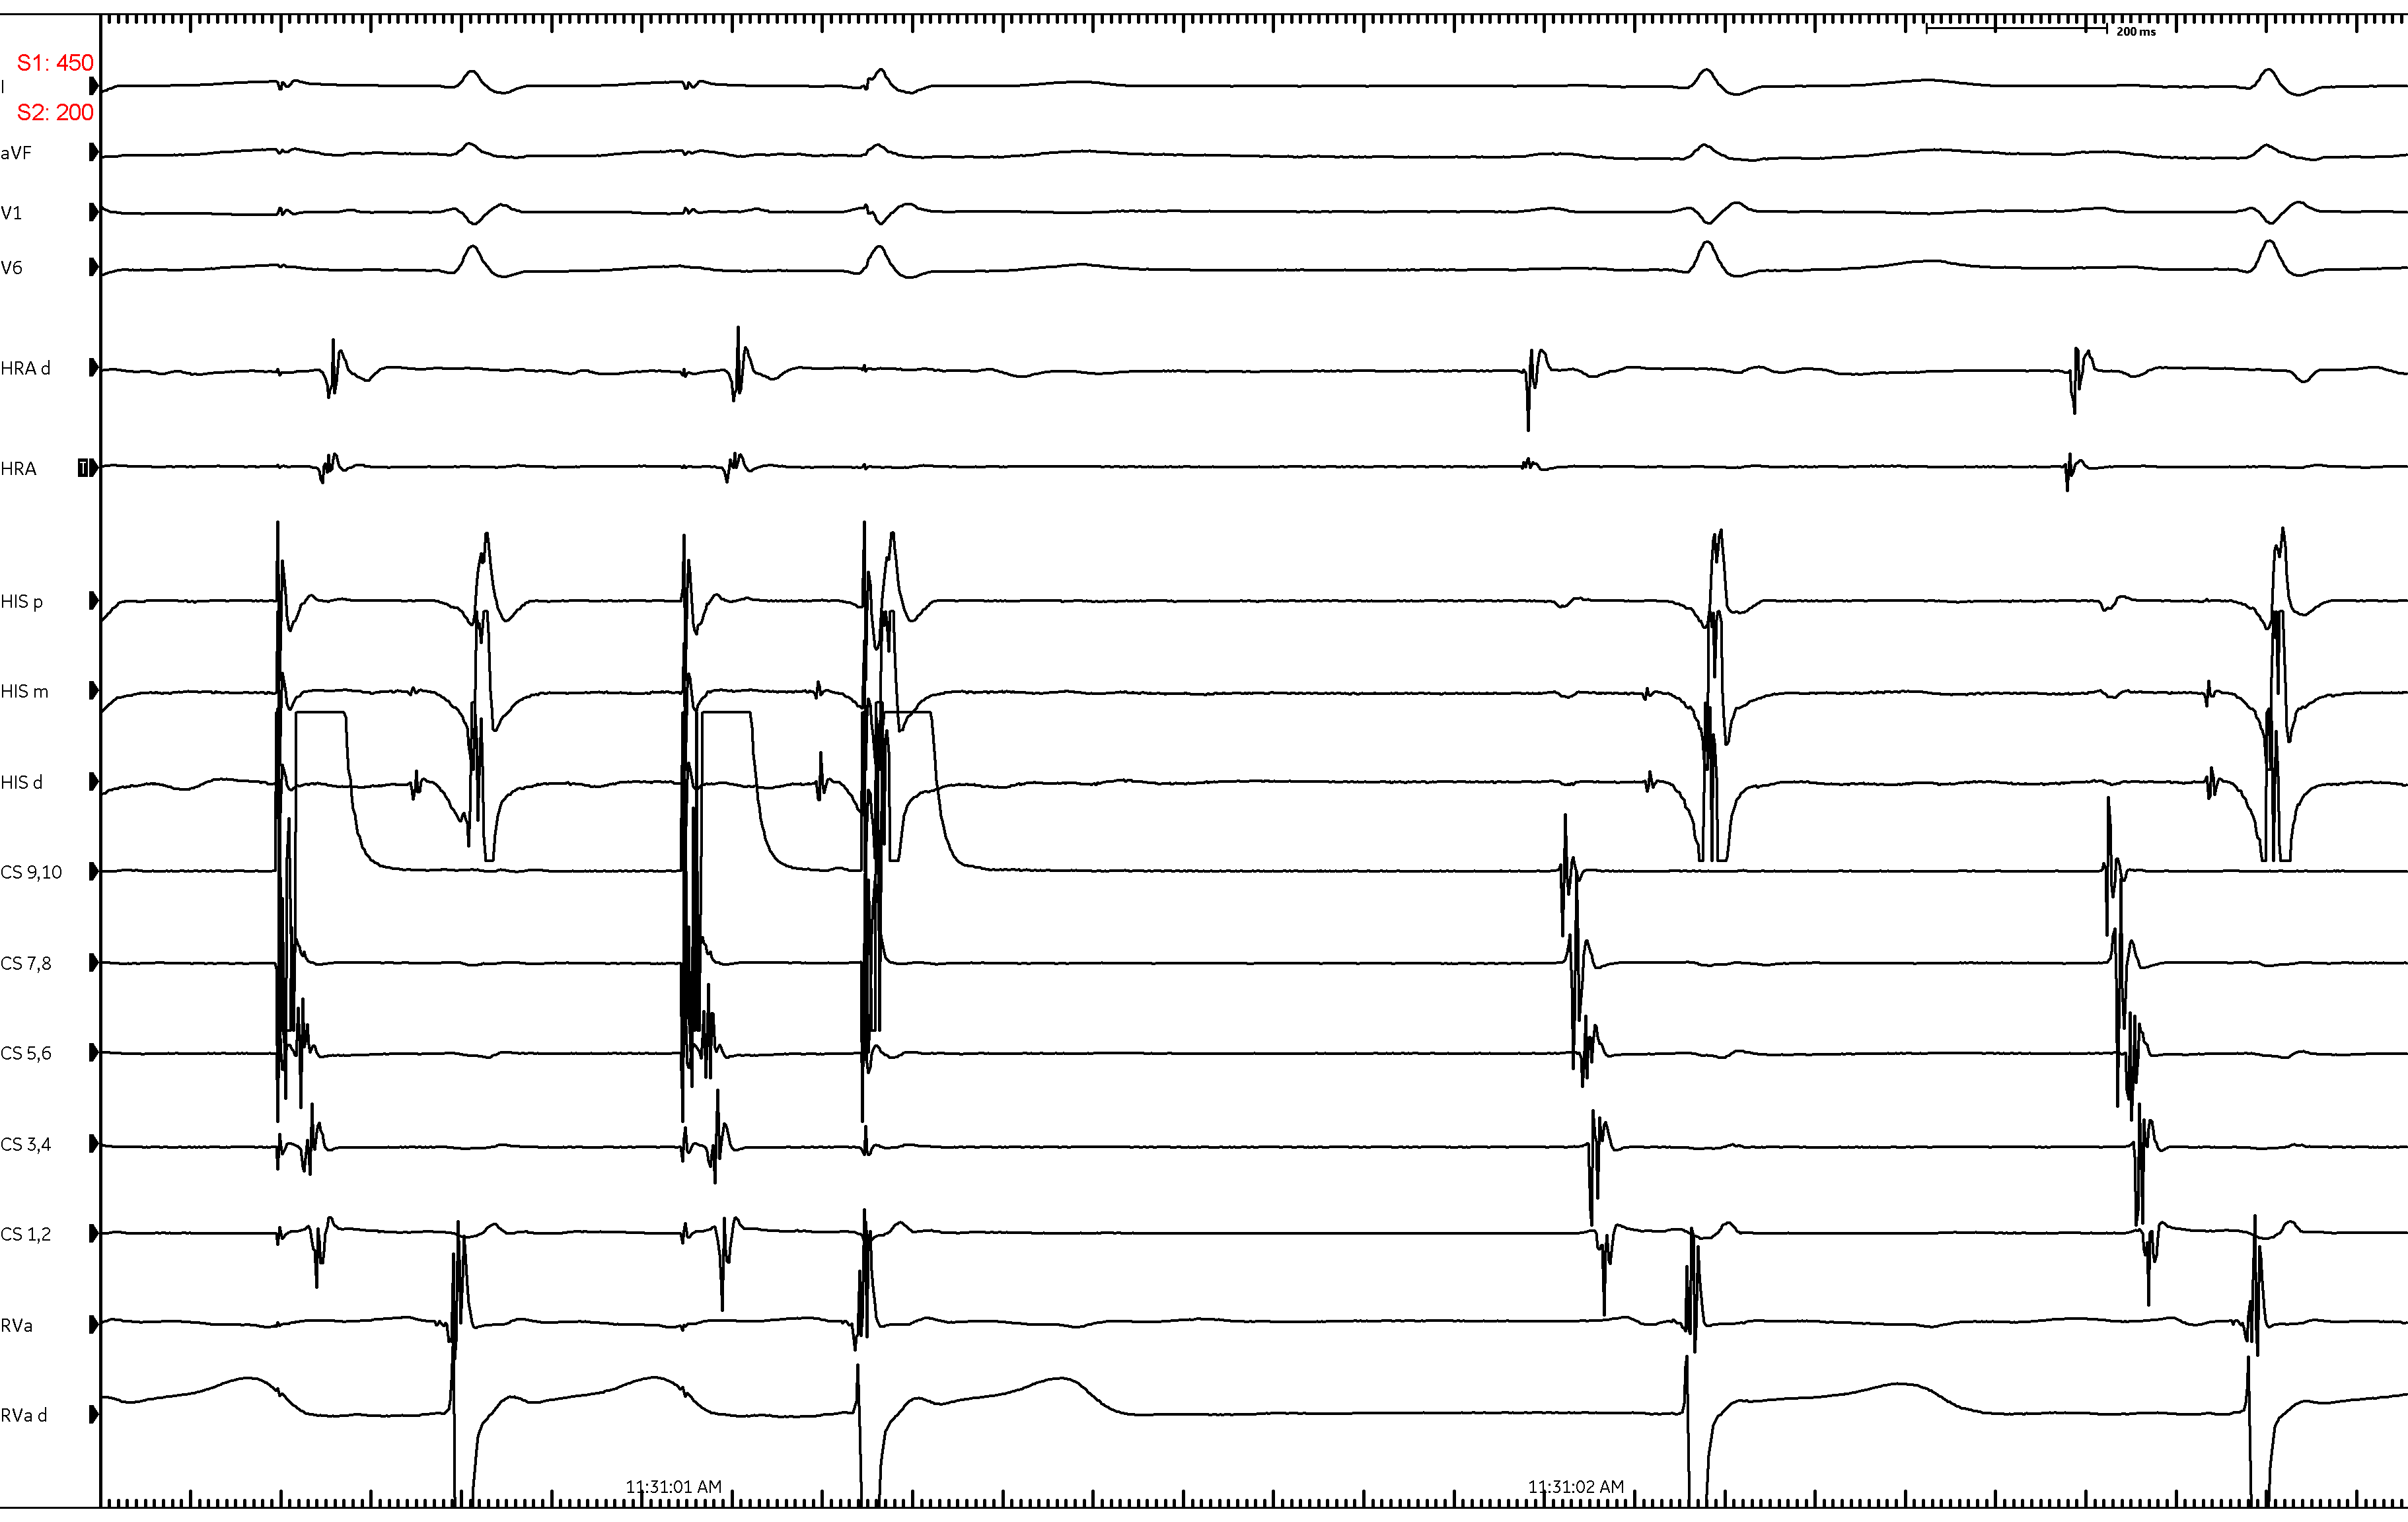 200 ms
S1: 450
I
S2: 200
aVF
V1
V6
HRA d
HRA T
HIS p
HIS m
HIS d
CS 9,10
CS 7,8
CS 5,6
CS 3,4
CS 1,2
RVa
RVa d
11:31:01 AM 11:31:02 AM